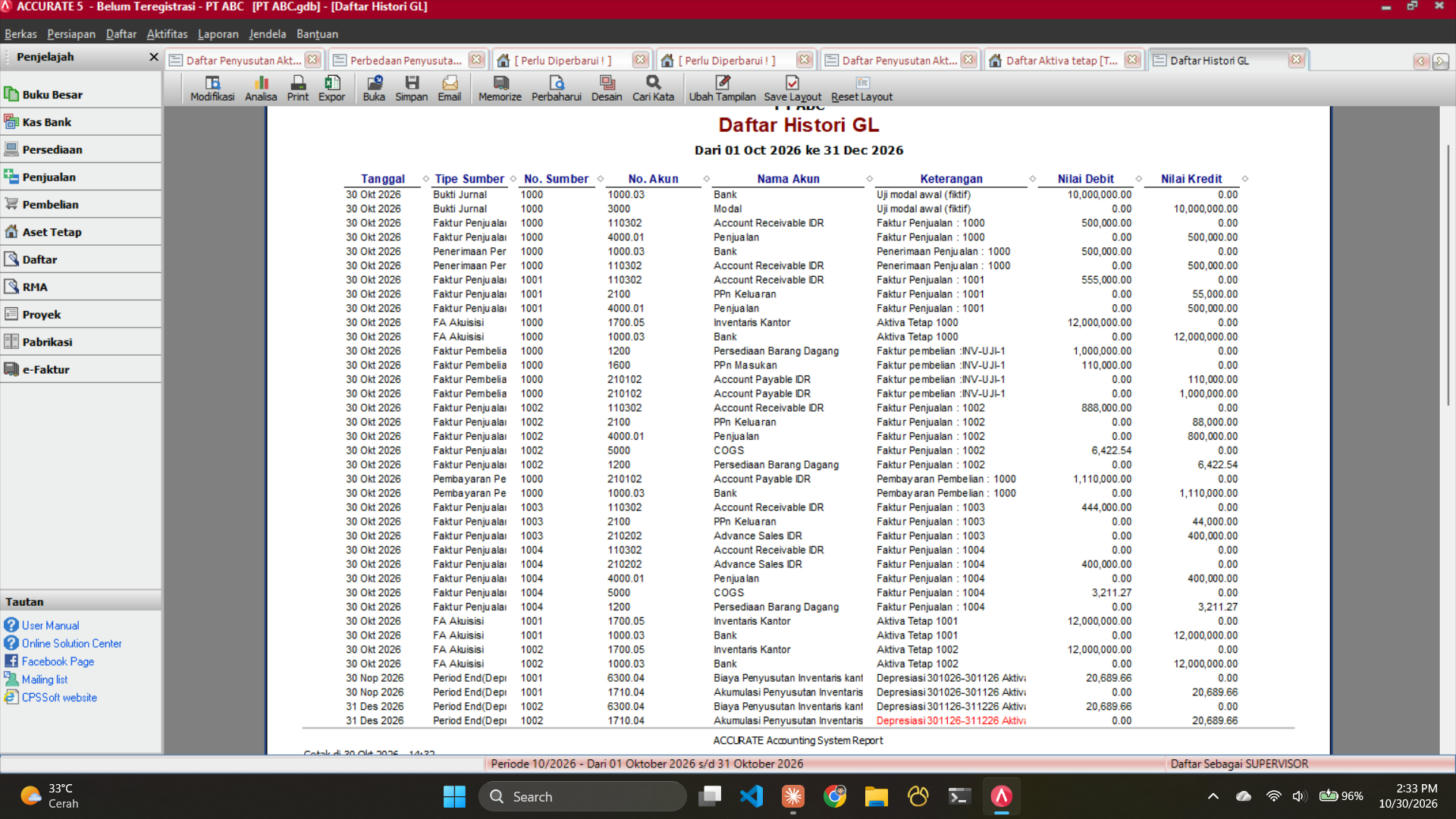 ACCURATE 5 - Belum Teregistrasi - PT ABC [PT ABC.gdb] - [Daftar Histori GL]
Berkas Persiapan Daftar Aktifitas Laporan Jendela Bantuan
Penjelajah
Daftar Penyusutan Akt... Perbedaan Penyusuta... [ Perlu Diperbarui ! ] [ Perlu Diperbarui ! ] Daftar Penyusutan Akt... Daftar Aktiva tetap [T... Daftar Histori GL
Modifikasi Analisa Print Expor Buka Simpan Email Memorize Perbaharui Desain Cari Kata Ubah Tampilan Save Layout Reset Layout
Buku Besar
Kas Bank
Persediaan
Penjualan
Pembelian
Aset Tetap
Daftar
RMA
Proyek
Pabrikasi
e-Faktur
Tautan
User Manual
Online Solution Center
Facebook Page
Mailing list
CPSSoft website
PT ABC
Daftar Histori GL
Dari 01 Oct 2026 ke 31 Dec 2026
Tanggal Tipe Sumber No. Sumber No. Akun Nama Akun Keterangan Nilai Debit Nilai Kredit
30 Okt 2026 Bukti Jurnal 1000 1000.03 Bank Uji modal awal (fiktif) 10,000,000.00 0.00
30 Okt 2026 Bukti Jurnal 1000 3000 Modal Uji modal awal (fiktif) 0.00 10,000,000.00
30 Okt 2026 Faktur Penjualan 1000 110302 Account Receivable IDR Faktur Penjualan : 1000 500,000.00 0.00
30 Okt 2026 Faktur Penjualan 1000 4000.01 Penjualan Faktur Penjualan : 1000 0.00 500,000.00
30 Okt 2026 Penerimaan Per 1000 1000.03 Bank Penerimaan Penjualan : 1000 500,000.00 0.00
30 Okt 2026 Penerimaan Per 1000 110302 Account Receivable IDR Penerimaan Penjualan : 1000 0.00 500,000.00
30 Okt 2026 Faktur Penjualan 1001 110302 Account Receivable IDR Faktur Penjualan : 1001 555,000.00 0.00
30 Okt 2026 Faktur Penjualan 1001 2100 PPn Keluaran Faktur Penjualan : 1001 0.00 55,000.00
30 Okt 2026 Faktur Penjualan 1001 4000.01 Penjualan Faktur Penjualan : 1001 0.00 500,000.00
30 Okt 2026 FA Akuisisi 1000 1700.05 Inventaris Kantor Aktiva Tetap 1000 12,000,000.00 0.00
30 Okt 2026 FA Akuisisi 1000 1000.03 Bank Aktiva Tetap 1000 0.00 12,000,000.00
30 Okt 2026 Faktur Pembelia 1000 1200 Persediaan Barang Dagang Faktur pembelian :INV-UJI-1 1,000,000.00 0.00
30 Okt 2026 Faktur Pembelia 1000 1600 PPn Masukan Faktur pembelian :INV-UJI-1 110,000.00 0.00
30 Okt 2026 Faktur Pembelia 1000 210102 Account Payable IDR Faktur pembelian :INV-UJI-1 0.00 110,000.00
30 Okt 2026 Faktur Pembelia 1000 210102 Account Payable IDR Faktur pembelian :INV-UJI-1 0.00 1,000,000.00
30 Okt 2026 Faktur Penjualan 1002 110302 Account Receivable IDR Faktur Penjualan : 1002 888,000.00 0.00
30 Okt 2026 Faktur Penjualan 1002 2100 PPn Keluaran Faktur Penjualan : 1002 0.00 88,000.00
30 Okt 2026 Faktur Penjualan 1002 4000.01 Penjualan Faktur Penjualan : 1002 0.00 800,000.00
30 Okt 2026 Faktur Penjualan 1002 5000 COGS Faktur Penjualan : 1002 6,422.54 0.00
30 Okt 2026 Faktur Penjualan 1002 1200 Persediaan Barang Dagang Faktur Penjualan : 1002 0.00 6,422.54
30 Okt 2026 Pembayaran Pe 1000 210102 Account Payable IDR Pembayaran Pembelian : 1000 1,110,000.00 0.00
30 Okt 2026 Pembayaran Pe 1000 1000.03 Bank Pembayaran Pembelian : 1000 0.00 1,110,000.00
30 Okt 2026 Faktur Penjualan 1003 110302 Account Receivable IDR Faktur Penjualan : 1003 444,000.00 0.00
30 Okt 2026 Faktur Penjualan 1003 2100 PPn Keluaran Faktur Penjualan : 1003 0.00 44,000.00
30 Okt 2026 Faktur Penjualan 1003 210202 Advance Sales IDR Faktur Penjualan : 1003 0.00 400,000.00
30 Okt 2026 Faktur Penjualan 1004 110302 Account Receivable IDR Faktur Penjualan : 1004 0.00 0.00
30 Okt 2026 Faktur Penjualan 1004 210202 Advance Sales IDR Faktur Penjualan : 1004 400,000.00 0.00
30 Okt 2026 Faktur Penjualan 1004 4000.01 Penjualan Faktur Penjualan : 1004 0.00 400,000.00
30 Okt 2026 Faktur Penjualan 1004 5000 COGS Faktur Penjualan : 1004 3,211.27 0.00
30 Okt 2026 Faktur Penjualan 1004 1200 Persediaan Barang Dagang Faktur Penjualan : 1004 0.00 3,211.27
30 Okt 2026 FA Akuisisi 1001 1700.05 Inventaris Kantor Aktiva Tetap 1001 12,000,000.00 0.00
30 Okt 2026 FA Akuisisi 1001 1000.03 Bank Aktiva Tetap 1001 0.00 12,000,000.00
30 Okt 2026 FA Akuisisi 1002 1700.05 Inventaris Kantor Aktiva Tetap 1002 12,000,000.00 0.00
30 Okt 2026 FA Akuisisi 1002 1000.03 Bank Aktiva Tetap 1002 0.00 12,000,000.00
30 Nop 2026 Period End(Depr 1001 6300.04 Biaya Penyusutan Inventaris kant Depresiasi 301026-301126 Aktiva 20,689.66 0.00
30 Nop 2026 Period End(Depr 1001 1710.04 Akumulasi Penyusutan Inventaris Depresiasi 301026-301126 Aktiva 0.00 20,689.66
31 Des 2026 Period End(Depr 1002 6300.04 Biaya Penyusutan Inventaris kant Depresiasi 301126-311226 Aktiva 20,689.66 0.00
31 Des 2026 Period End(Depr 1002 1710.04 Akumulasi Penyusutan Inventaris Depresiasi 301126-311226 Aktiva 0.00 20,689.66
ACCURATE Accounting System Report
Cetak di 30 Okt 2026 - 14:32
Periode 10/2026 - Dari 01 Oktober 2026 s/d 31 Oktober 2026 Daftar Sebagai SUPERVISOR
33°C
Cerah
Search
96%
2:33 PM
10/30/2026